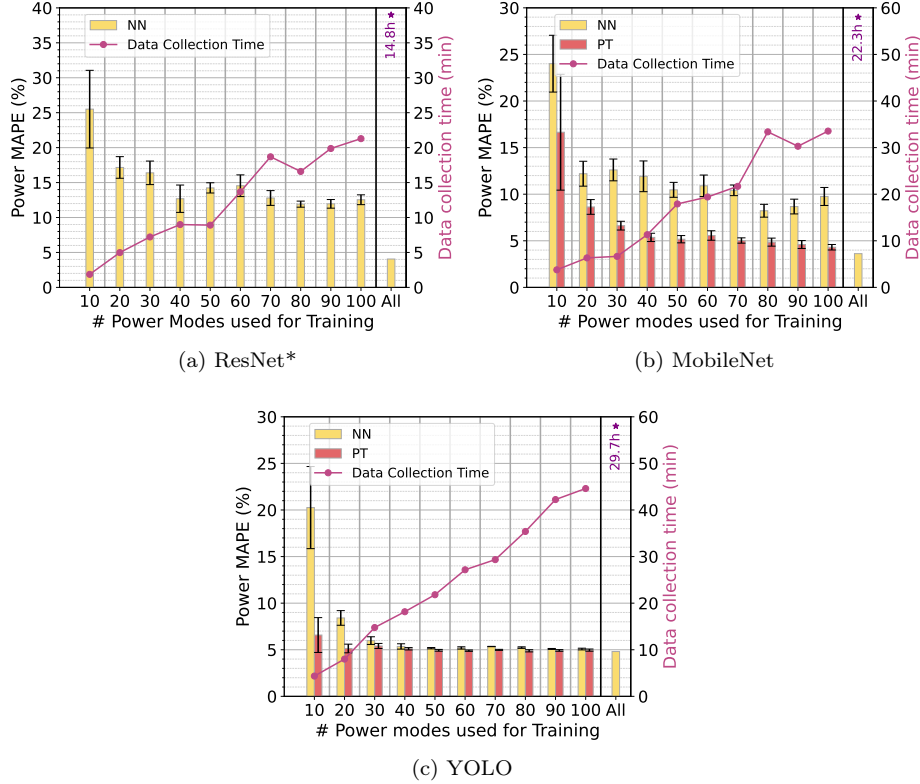 40
35
30
25
20
15
10
5
0
Power MAPE (%)
NN
Data Collection Time
14.8h ★
40
35
30
25
20
15
10
5
0
Data collection time (min)
10 20 30 40 50 60 70 80 90 100 All
# Power Modes used for Training
(a) ResNet*
30
25
20
15
10
5
0
Power MAPE (%)
NN
PT
Data Collection Time
22.3h ★
60
50
40
30
20
10
0
Data collection time (min)
10 20 30 40 50 60 70 80 90 100 All
# Power modes used for Training
(b) MobileNet
30
25
20
15
10
5
0
Power MAPE (%)
NN
PT
Data Collection Time
29.7h ★
60
50
40
30
20
10
0
Data collection time (min)
10 20 30 40 50 60 70 80 90 100 All
# Power modes used for Training
(c) YOLO